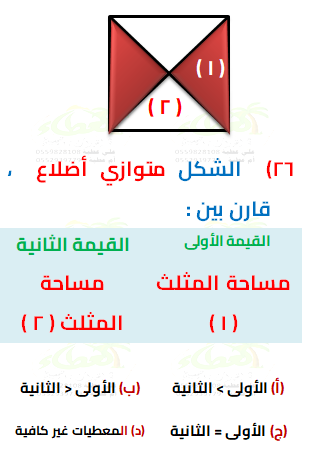 ( ١ )
( ٢ )
٢٦) الشكل متوازي أضلاع ،
قارن بين :
القيمة الأولى القيمة الثانية
مساحة المثلث ( ١ ) مساحة المثلث ( ٢ )
(أ) الأولى > الثانية (ب) الأولى < الثانية
(ج) الأولى = الثانية (د) المعطيات غير كافية